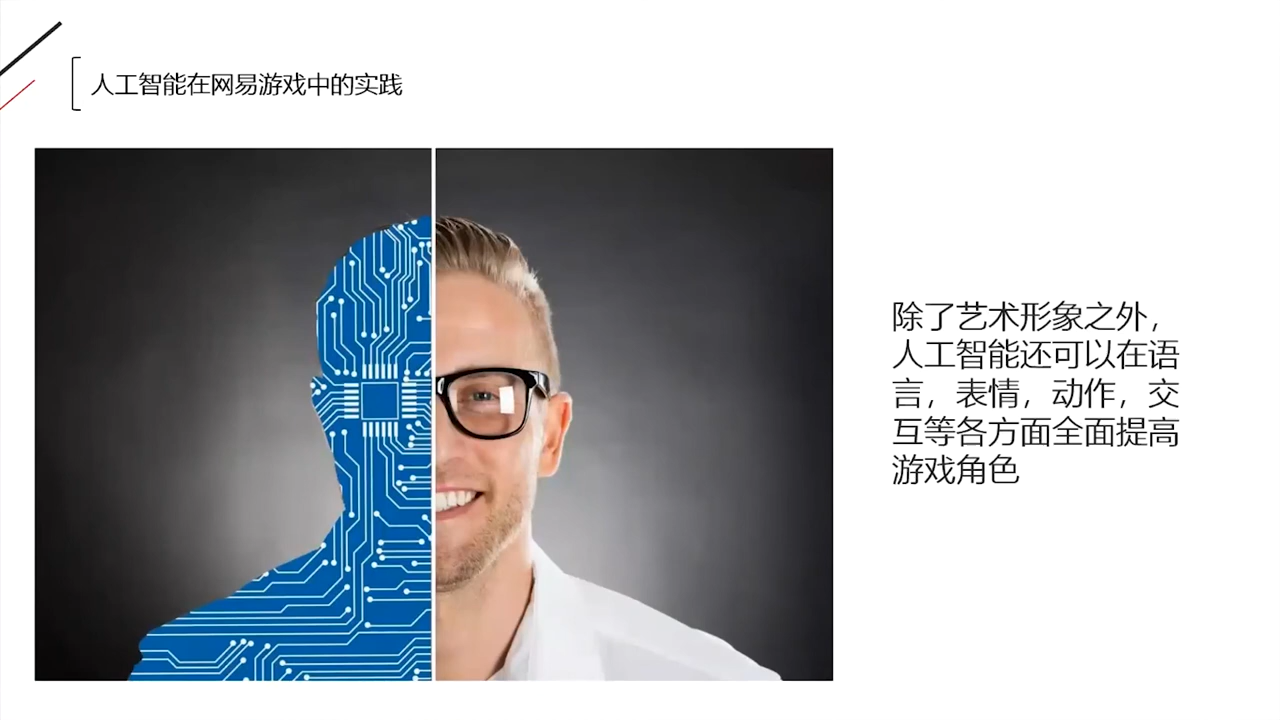 人工智能在网易游戏中的实践
除了艺术形象之外，
人工智能还可以在语
言，表情，动作，交
互等各方面全面提高
游戏角色